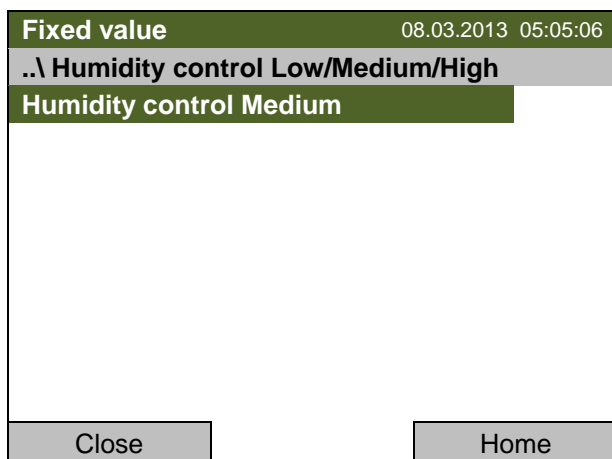 Fixed value 08.03.2013 05:05:06
..\ Humidity control Low/Medium/High
Humidity control Medium
Close Home